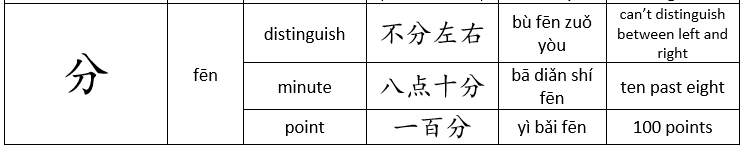 分
fēn
distinguish
不分左右
bù fēn zuǒ
yòu
can't distinguish
between left and
right
minute
八点十分
bā diǎn shí
fēn
ten past eight
point
一百分
yì bǎi fēn
100 points